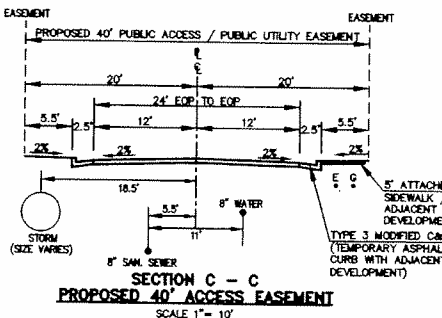 EASEMENT EASEMENT
PROPOSED 40' PUBLIC ACCESS / PUBLIC UTILITY EASEMENT
20' 20'
24' EOP TO EOP
5.5' 2.5' 12' 12' 2.5' 5.5'
2% 2% 2% 2%
18.5'
E G
5' ATTACHE
SIDEWALK
ADJACENT
DEVELOPME
5.5' 8" WATER
11'
STORM
(SIZE VARIES)
8" SAN. SEWER
TYPE 3 MODIFIED C&
(TEMPORARY ASPHAL
CURB WITH ADJACENT
DEVELOPMENT)
SECTION C – C
PROPOSED 40' ACCESS EASEMENT
SCALE 1"= 10'